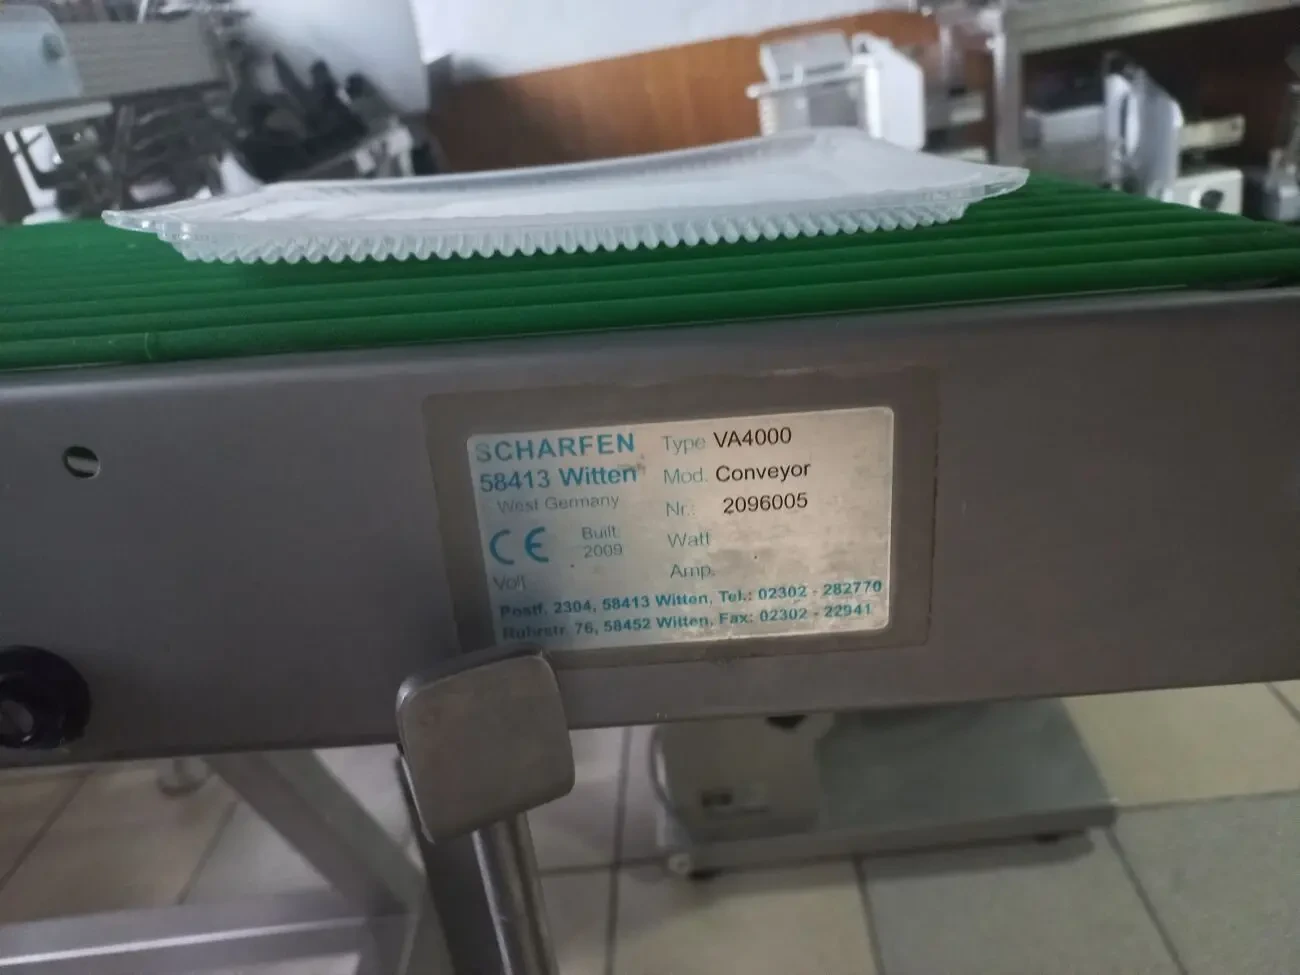 SCHARFEN
58413 Witten
West Germany
CE
Built:
2009
Volt
Type VA4000
Mod. Conveyor
Nr.: 2096005
Watt
Amp.
Postf. 2304, 58413 Witten, Tel.: 02302 - 282770
Ruhrstr. 76, 58452 Witten, Fax: 02302 - 22941